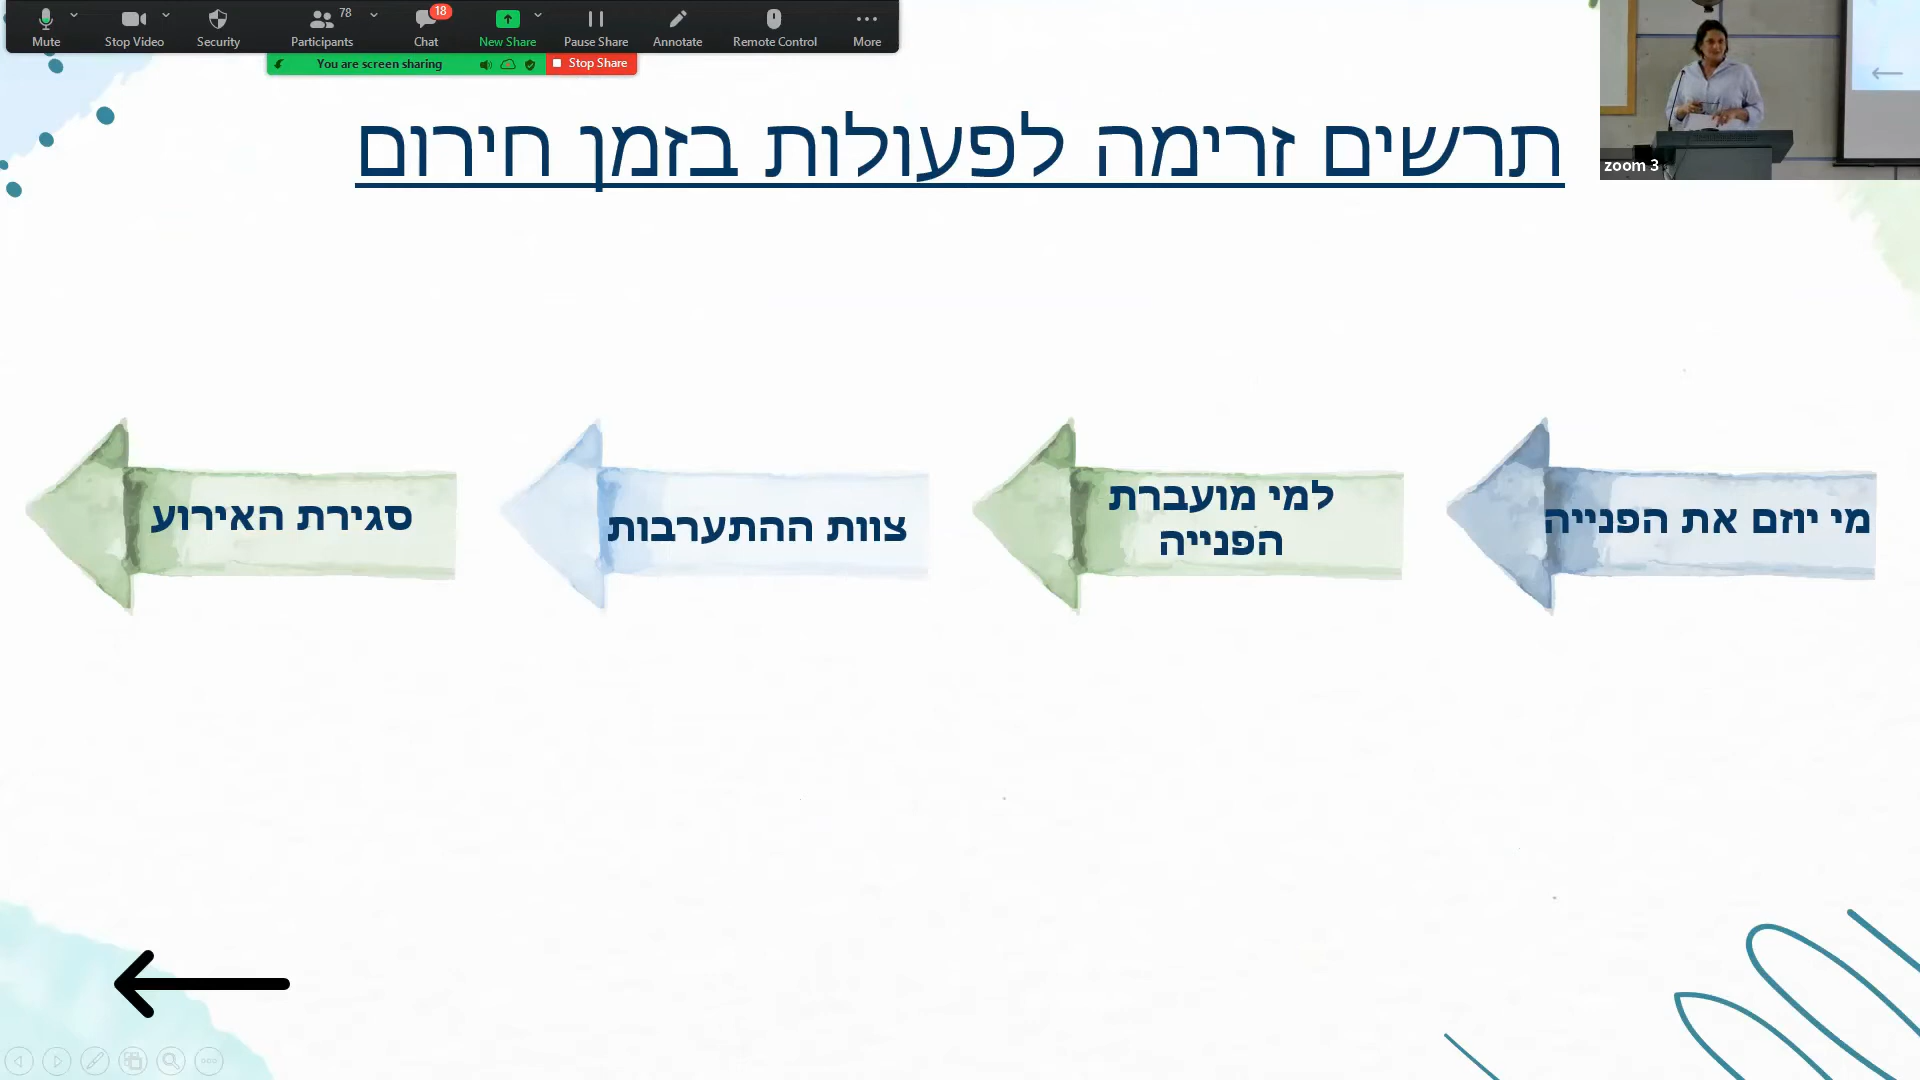 Mute
Stop Video
Security
Participants
78
Chat
18
New Share
Pause Share
Annotate
Remote Control
More
You are screen sharing
Stop Share
zoom 3
תרשים זרימה לפעולות בזמן חירום
מי יוזם את הפנייה
למי מועברת
הפנייה
צוות ההתערבות
סגירת האירוע